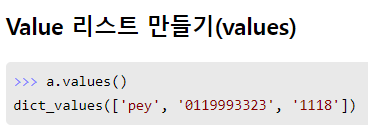 Value 리스트 만들기(values)
>>> a.values()
dict_values(['pey', '0119993323', '1118'])